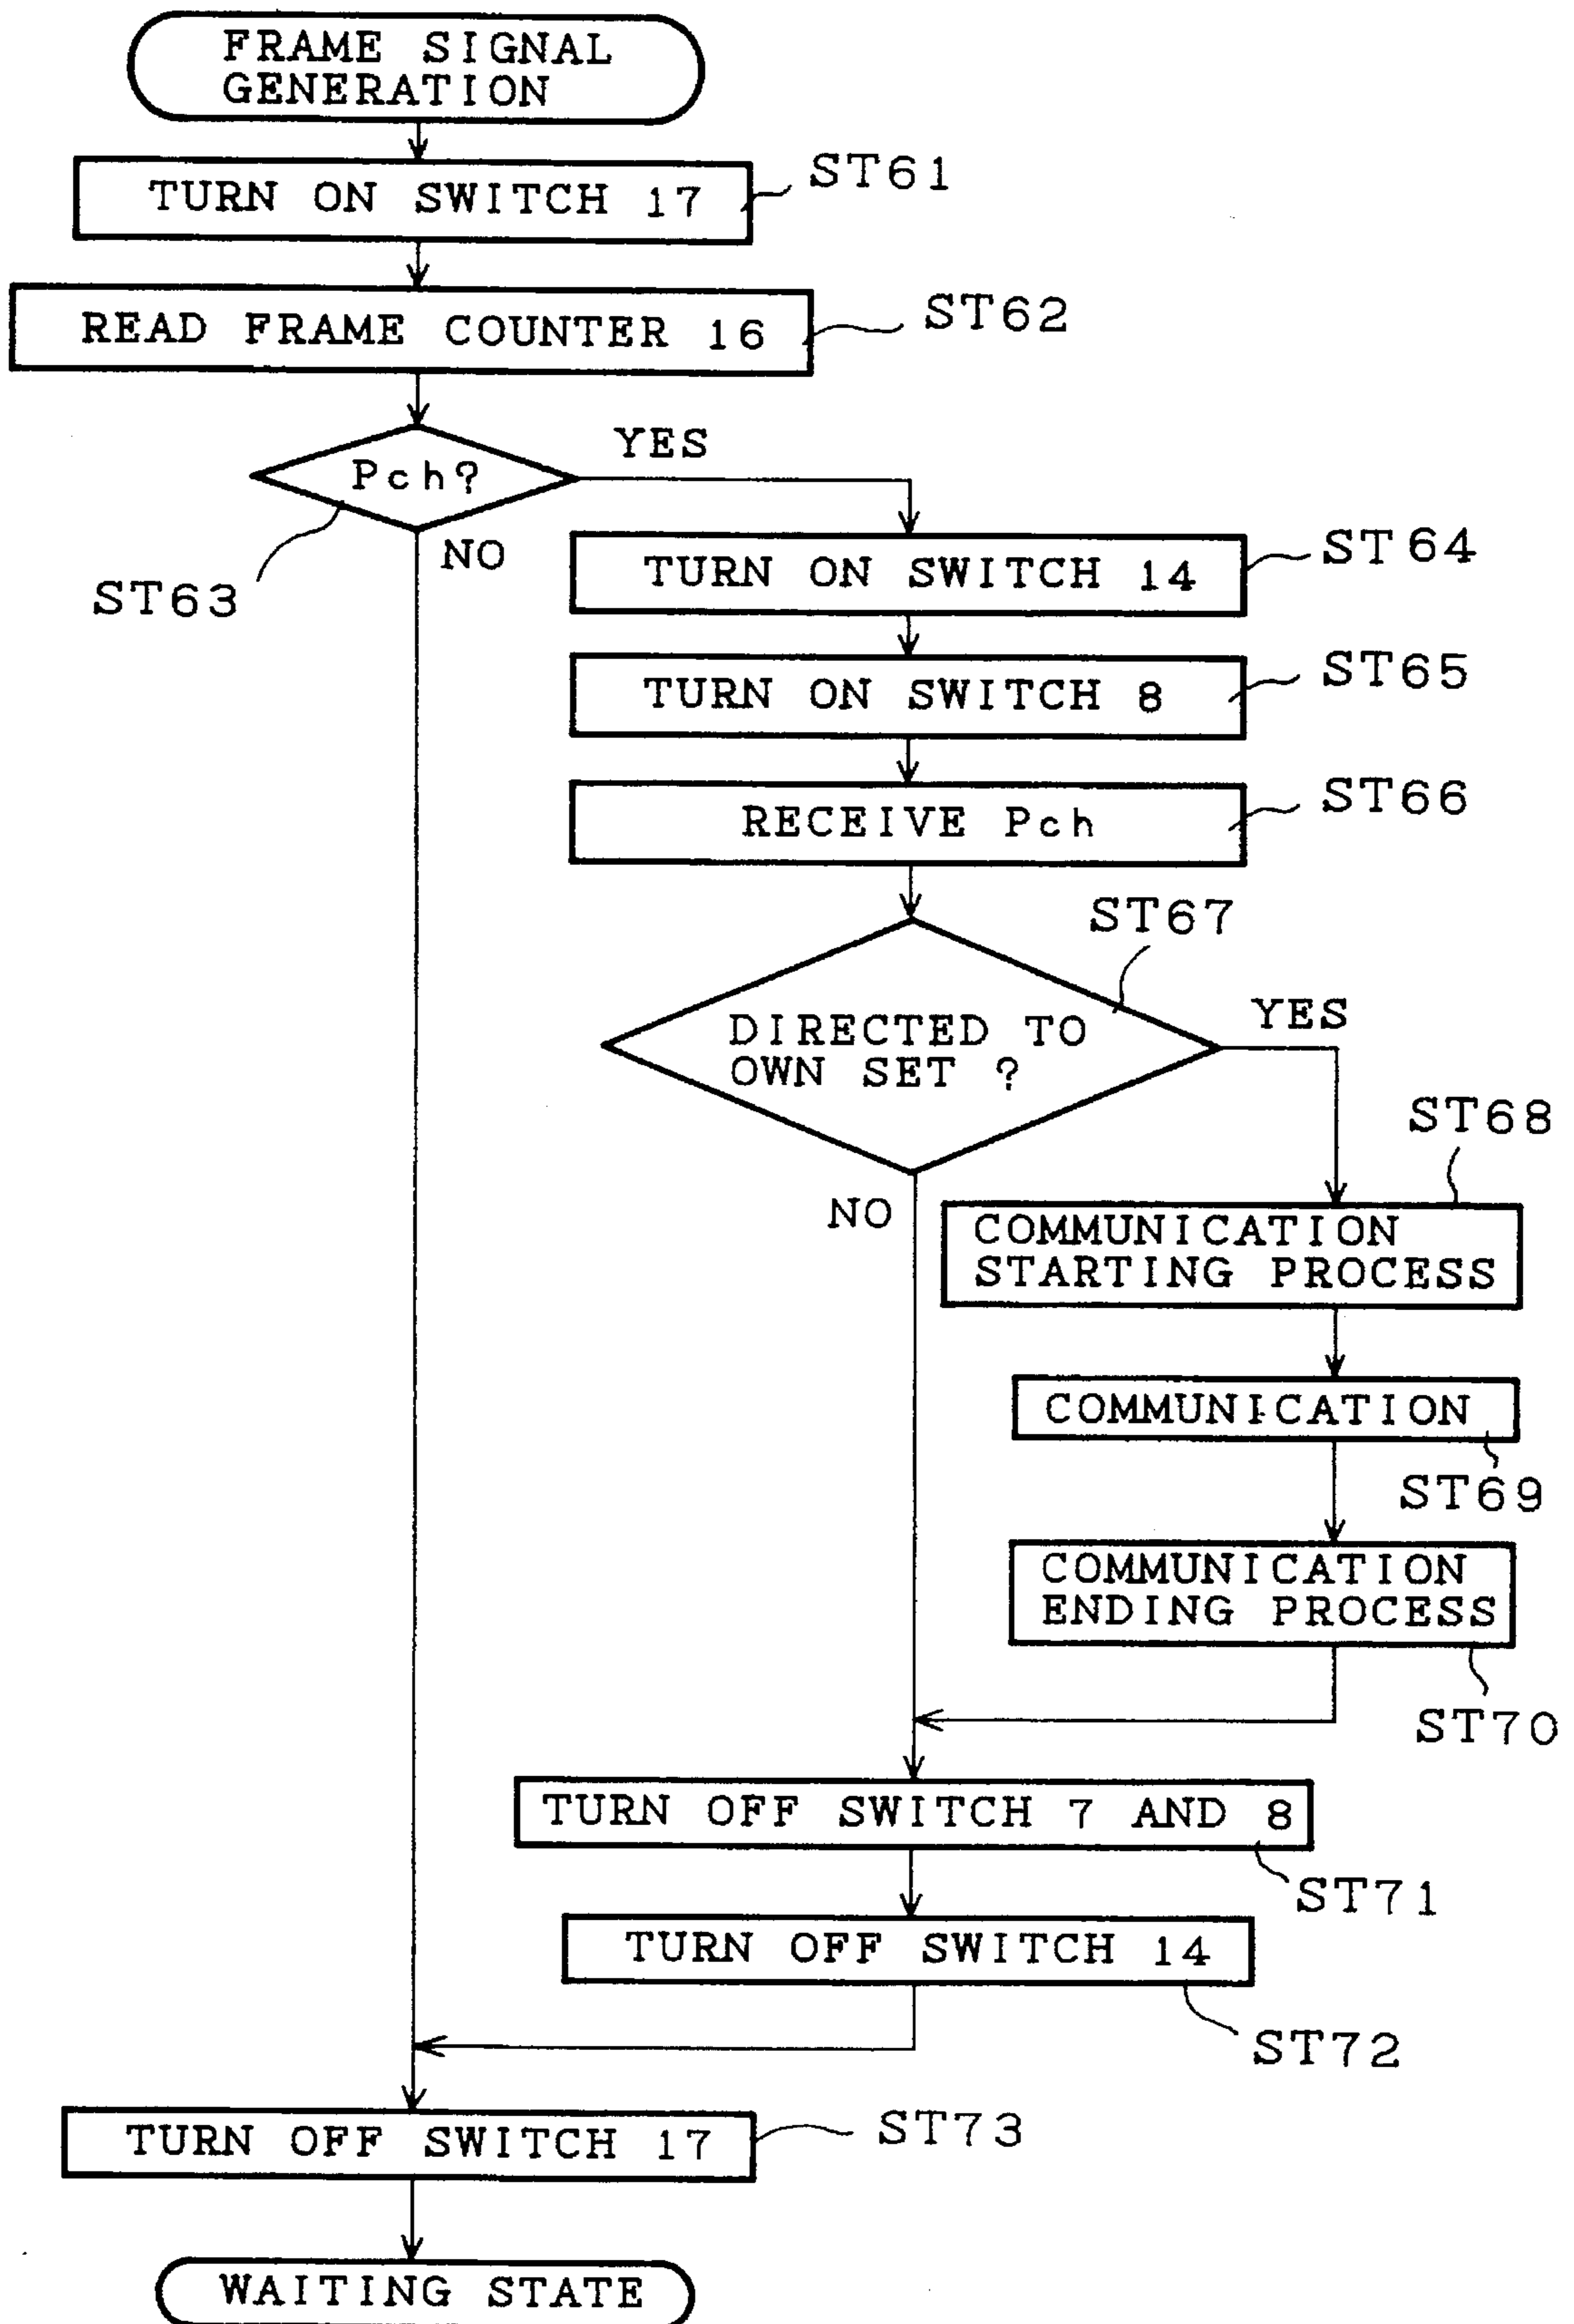 FRAME SIGNAL
GENERATION
TURN ON SWITCH 17
ST61
READ FRAME COUNTER 16
ST62
Pch?
YES
NO
ST63
TURN ON SWITCH 14
ST64
TURN ON SWITCH 8
ST65
RECEIVE Pch
ST66
ST67
DIRECTED TO
OWN SET ?
YES
NO
ST68
COMMUNICATION
STARTING PROCESS
COMMUNICATION
ST69
COMMUNICATION
ENDING PROCESS
ST70
TURN OFF SWITCH 7 AND 8
ST71
TURN OFF SWITCH 14
ST72
TURN OFF SWITCH 17
ST73
WAITING STATE